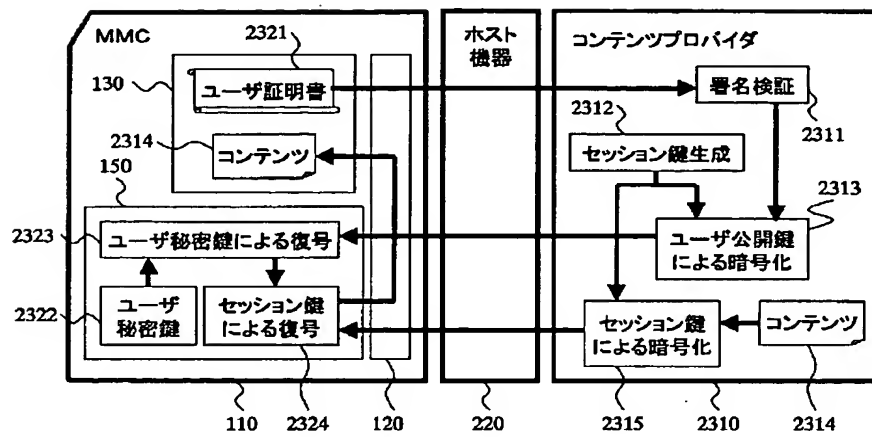 MMC
2321
130
ユーザ証明書
2314
コンテンツ
150
2323
ユーザ秘密鍵による復号
2322
ユーザ
秘密鍵
セッション鍵
による復号
110
2324
120
ホスト
機器
220
コンテンツプロバイダ
署名検証
2312
2311
セッション鍵生成
2313
ユーザ公開鍵
による暗号化
セッション鍵
による暗号化
コンテンツ
2315
2310
2314